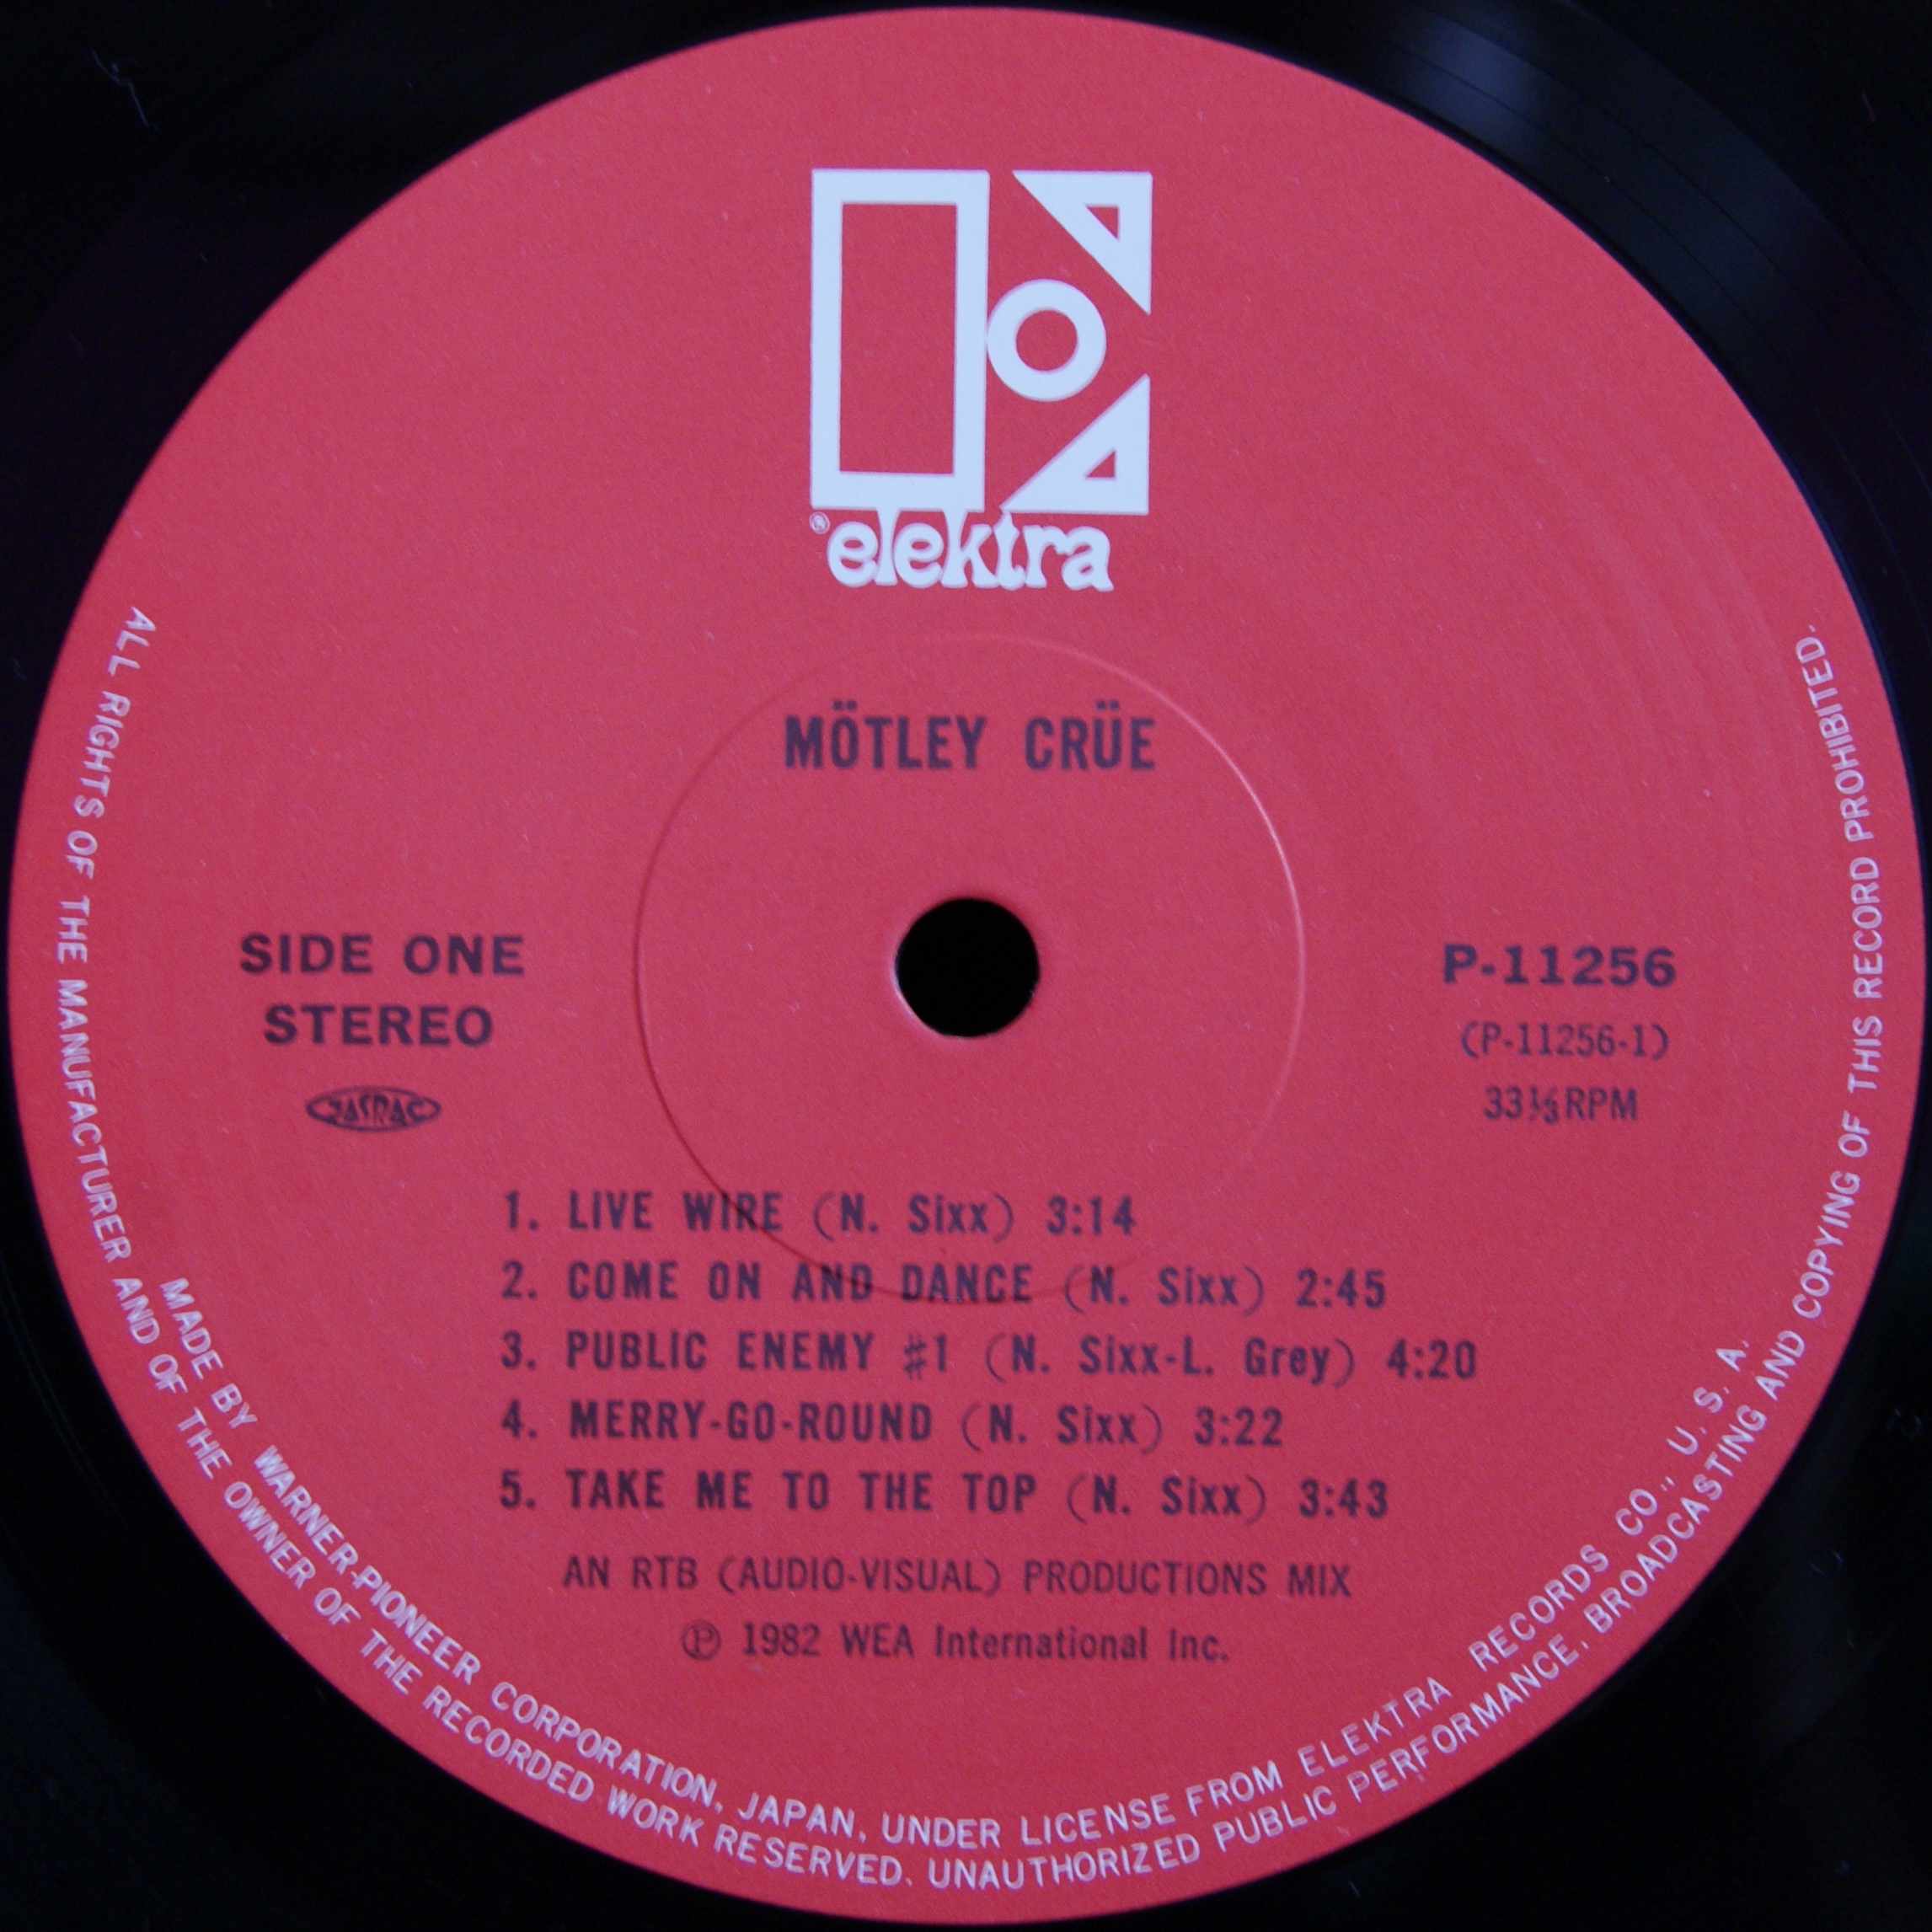 elektra
MÖTLEY CRÜE
SIDE ONE
STEREO
JASRAC
P-11256
(P-11256-1)
33⅓RPM
1. LIVE WIRE (N. Sixx) 3:14
2. COME ON AND DANCE (N. Sixx) 2:45
3. PUBLIC ENEMY #1 (N. Sixx-L. Grey) 4:20
4. MERRY-GO-ROUND (N. Sixx) 3:22
5. TAKE ME TO THE TOP (N. Sixx) 3:43
AN RTB (AUDIO-VISUAL) PRODUCTIONS MIX
℗ 1982 WEA International Inc.
MADE BY WARNER-PIONEER CORPORATION, JAPAN, UNDER LICENSE FROM ELEKTRA RECORDS CO., U. S. A.
ALL RIGHTS OF THE MANUFACTURER AND OF THE OWNER OF THE RECORDED WORK RESERVED. UNAUTHORIZED PUBLIC PERFORMANCE, BROADCASTING AND COPYING OF THIS RECORD PROHIBITED.